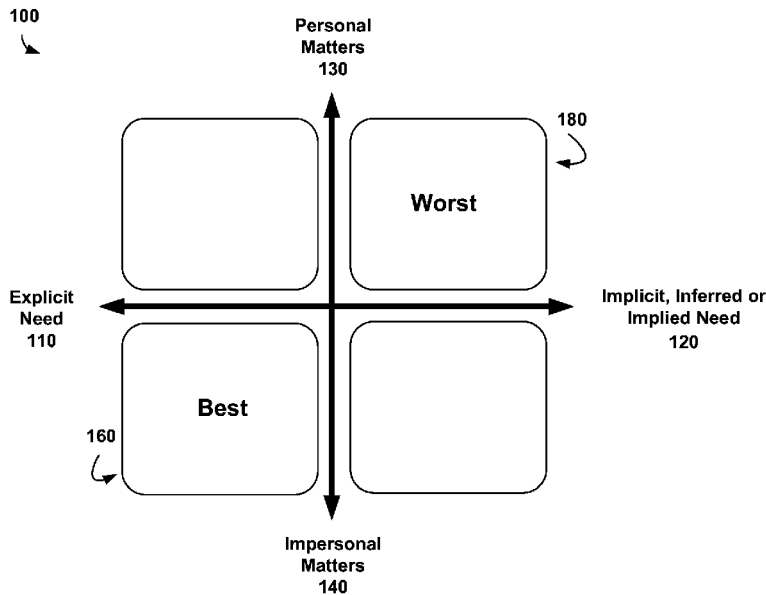 100
Personal
Matters
130
180
Worst
Explicit
Need
110
Implicit, Inferred or
Implied Need
120
Best
160
Impersonal
Matters
140